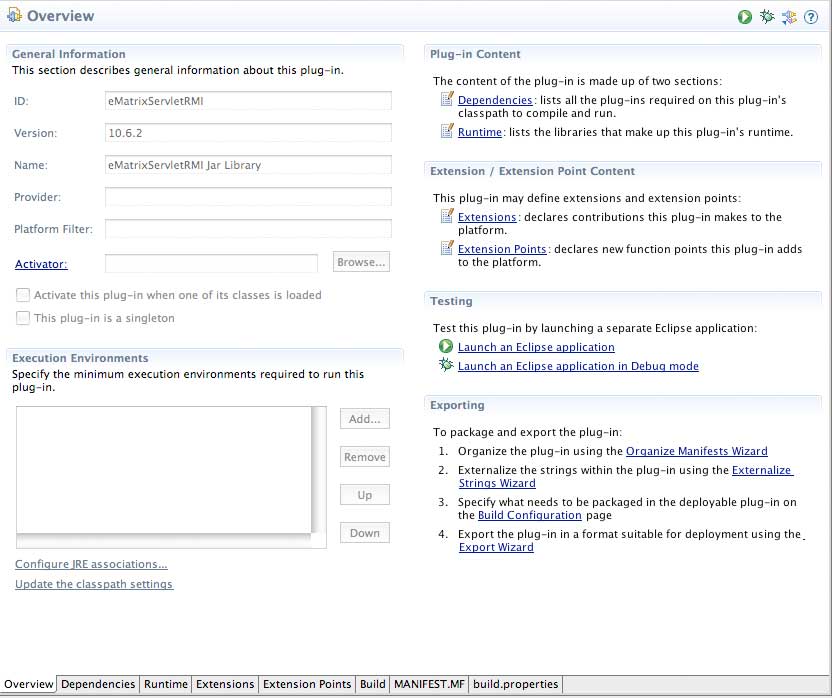 Overview
General Information
This section describes general information about this plug-in.
ID: eMatrixServletRMI
Version: 10.6.2
Name: eMatrixServletRMI Jar Library
Provider:
Platform Filter:
Activator: Browse...
Activate this plug-in when one of its classes is loaded
This plug-in is a singleton
Execution Environments
Specify the minimum execution environments required to run this
plug-in.
Add...
Remove
Up
Down
Configure JRE associations...
Update the classpath settings
Plug-in Content
The content of the plug-in is made up of two sections:
Dependencies: lists all the plug-ins required on this plug-in's
classpath to compile and run.
Runtime: lists the libraries that make up this plug-in's runtime.
Extension / Extension Point Content
This plug-in may define extensions and extension points:
Extensions: declares contributions this plug-in makes to the
platform.
Extension Points: declares new function points this plug-in adds
to the platform.
Testing
Test this plug-in by launching a separate Eclipse application:
Launch an Eclipse application
Launch an Eclipse application in Debug mode
Exporting
To package and export the plug-in:
1. Organize the plug-in using the Organize Manifests Wizard
2. Externalize the strings within the plug-in using the Externalize
Strings Wizard
3. Specify what needs to be packaged in the deployable plug-in on
the Build Configuration page
4. Export the plug-in in a format suitable for deployment using the
Export Wizard
Overview Dependencies Runtime Extensions Extension Points Build MANIFEST.MF build.properties